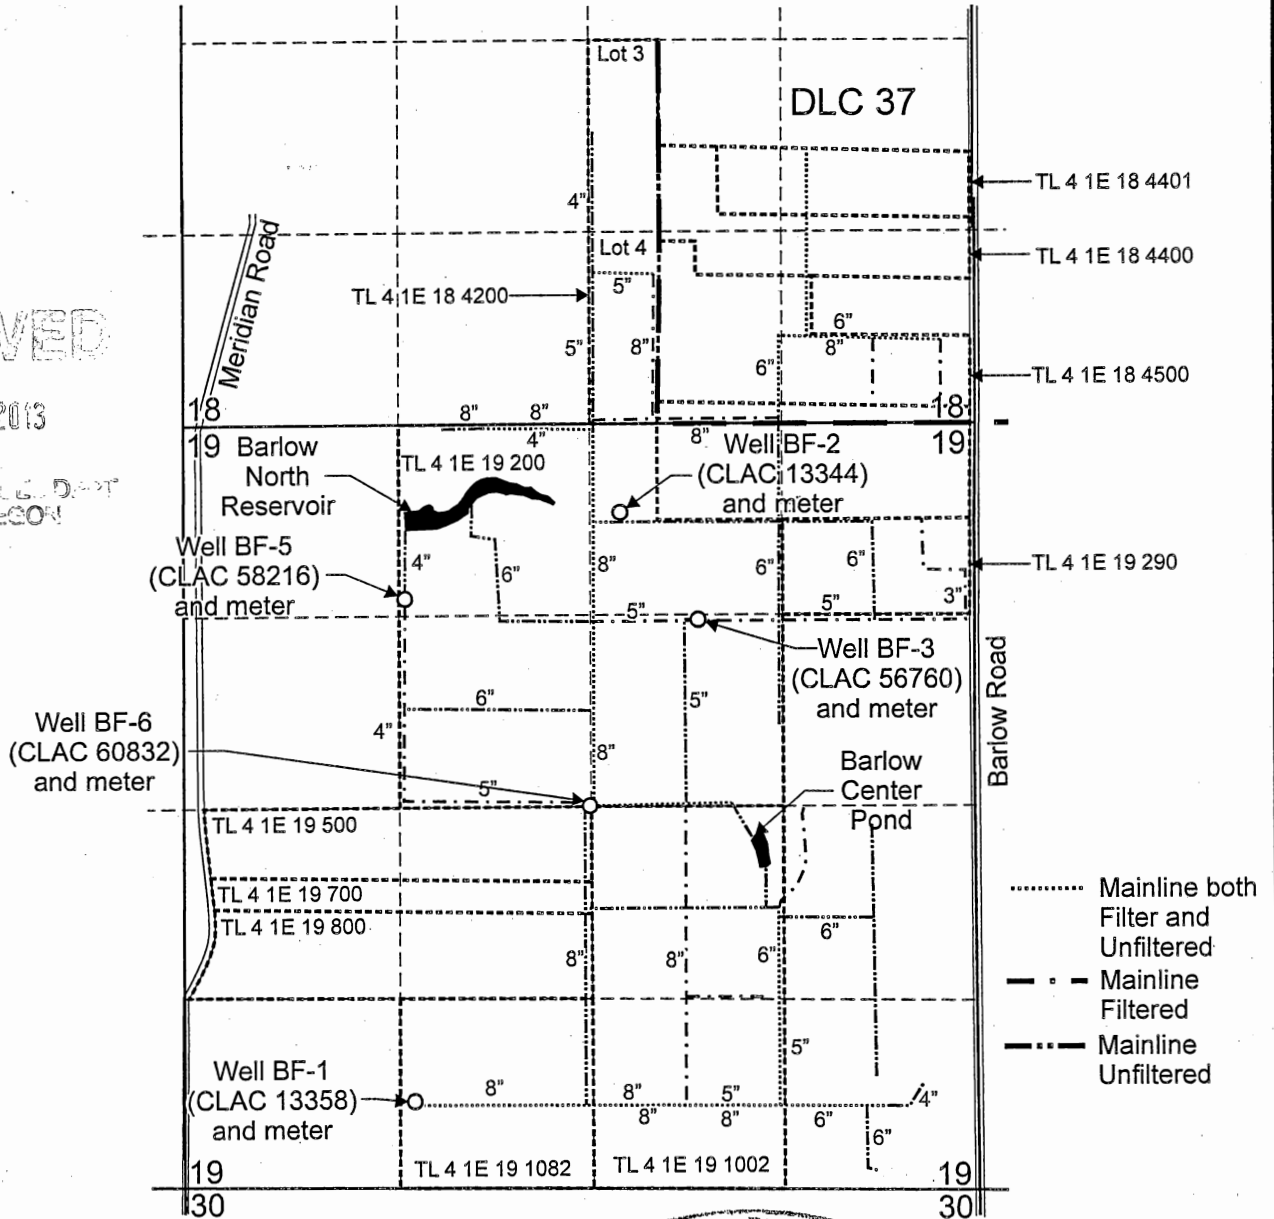 Lot 3
DLC 37
TL 4 1E 18 4401
4"
Meridian Road
Lot 4
TL 4 1E 18 4400
5"
TL 4 1E 18 4200
6"
5"
8"
8"
6"
TL 4 1E 18 4500
2013
18
8"
8"
18
19
4"
8"
19
Barlow
North
Reservoir
TL 4 1E 19 200
Well BF-2
(CLAC 13344)
and meter
Well BF-5
(CLAC 58216)
and meter
4"
6"
8"
6"
6"
TL 4 1E 19 290
3"
5"
5"
Well BF-3
(CLAC 56760)
and meter
Barlow Road
6"
5"
Well BF-6
(CLAC 60832)
and meter
4"
8"
5"
Barlow
Center
Pond
TL 4 1E 19 500
TL 4 1E 19 700
TL 4 1E 19 800
8"
8"
6"
6"
Mainline both
Filter and
Unfiltered
Mainline
Filtered
Mainline
Unfiltered
5"
Well BF-1
(CLAC 13358)
and meter
8"
8"
5"
4"
8"
8"
6"
6"
TL 4 1E 19 1082
TL 4 1E 19 1002
19
19
30
30